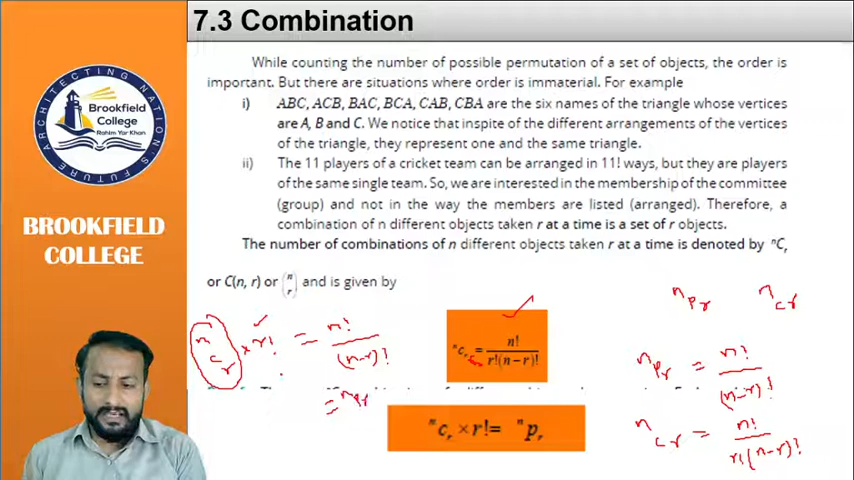 7.3 Combination
While counting the number of possible permutation of a set of objects, the order is
important. But there are situations where order is immaterial. For example
i) ABC, ACB, BAC, BCA, CAB, CBA are the six names of the triangle whose vertices
are A, B and C. We notice that inspite of the different arrangements of the vertices
of the triangle, they represent one and the same triangle.
ii) The 11 players of a cricket team can be arranged in 11! ways, but they are players
of the same single team. So, we are interested in the membership of the committee
(group) and not in the way the members are listed (arranged). Therefore, a
combination of n different objects taken r at a time is a set of r objects.
The number of combinations of n different objects taken r at a time is denoted by ⁿCᵣ
or C(n, r) or (n r) and is given by
ARCHITECTING NATION'S FUTURE
Brookfield
College
Rahim Yar Khan
BROOKFIELD
COLLEGE
ⁿcᵣ × r! = n! / (n-r)!
= ⁿpᵣ
ⁿcᵣ = n! / r!(n-r)!
ⁿcᵣ × r! = ⁿpᵣ
ⁿpᵣ ⁿcᵣ
ⁿpᵣ = n! / (n-r)!
ⁿcᵣ = n! / r!(n-r)!